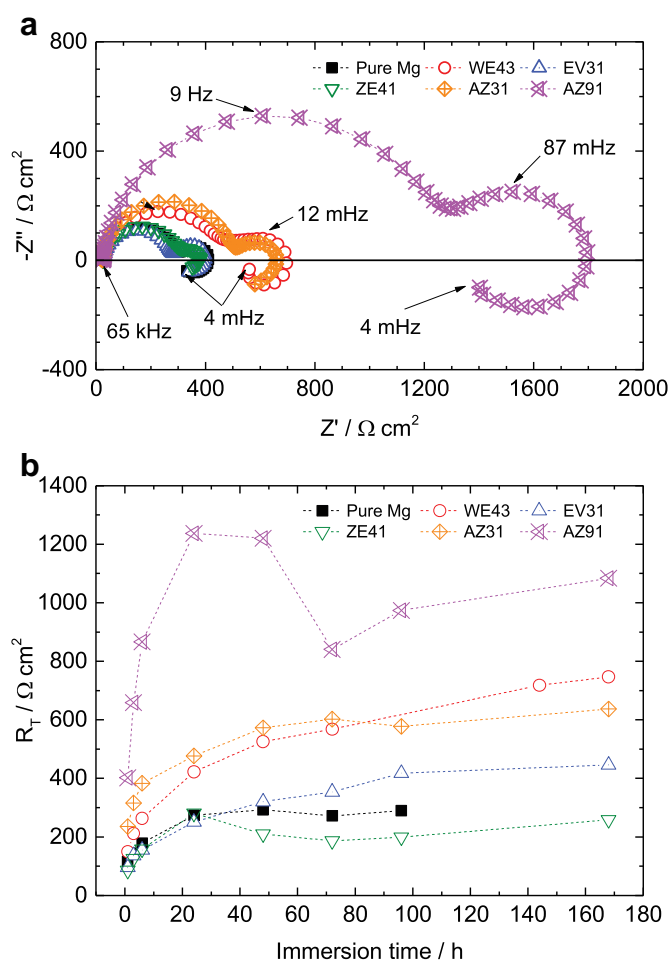 a
800
400
0
-400
-Z'' / Ω cm²
Pure Mg WE43 EV31
ZE41 AZ31 AZ91
9 Hz
87 mHz
12 mHz
65 kHz
4 mHz
4 mHz
0 400 800 1200 1600 2000
Z' / Ω cm²
b
1400
1200
1000
800
600
400
200
0
R_T / Ω cm²
Pure Mg WE43 EV31
ZE41 AZ31 AZ91
0 20 40 60 80 100 120 140 160 180
Immersion time / h